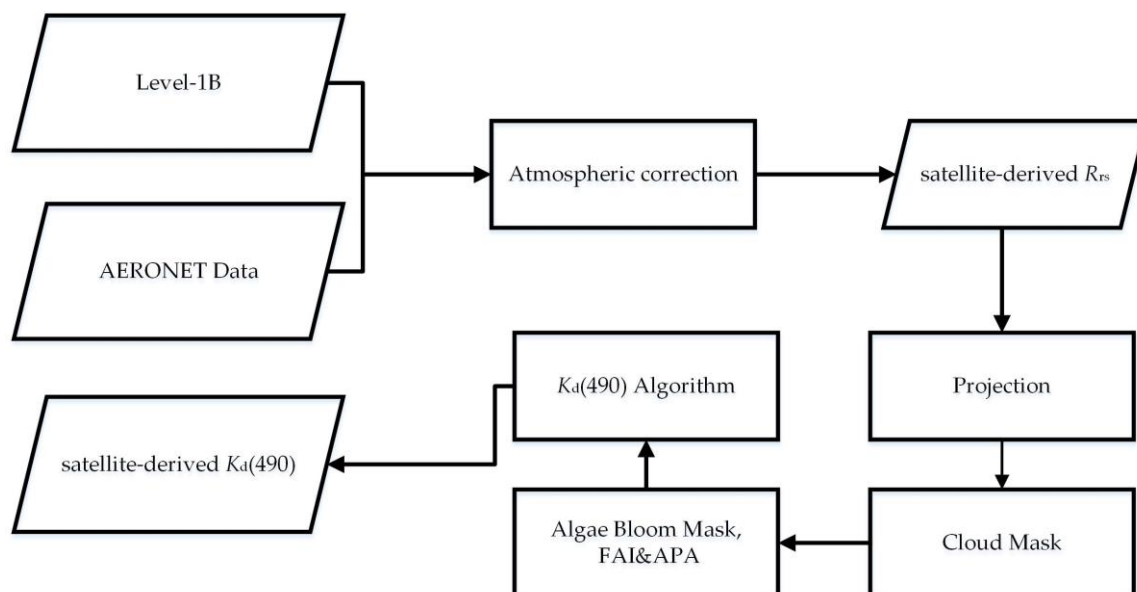 Level-1B
AERONET Data
Atmospheric correction
satellite-derived Rrs
Projection
Cloud Mask
Algae Bloom Mask,
FAI&APA
Kd(490) Algorithm
satellite-derived Kd(490)